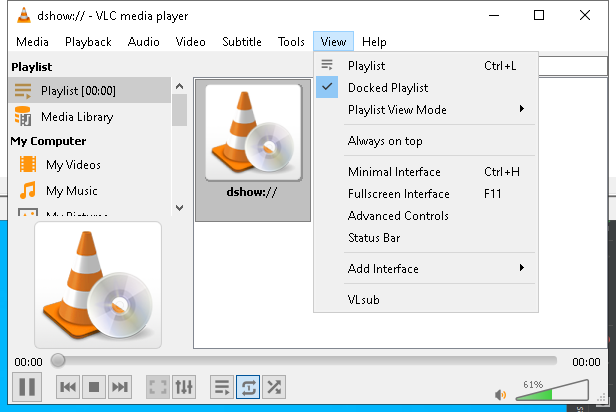 dshow:// - VLC media player
Media Playback Audio Video Subtitle Tools View Help
Playlist
Playlist [00:00]
Media Library
My Computer
My Videos
My Music
My Pictures
dshow://
Playlist Ctrl+L
Docked Playlist
Playlist View Mode
Always on top
Minimal Interface Ctrl+H
Fullscreen Interface F11
Advanced Controls
Status Bar
Add Interface
VLsub
00:00 00:00
61%